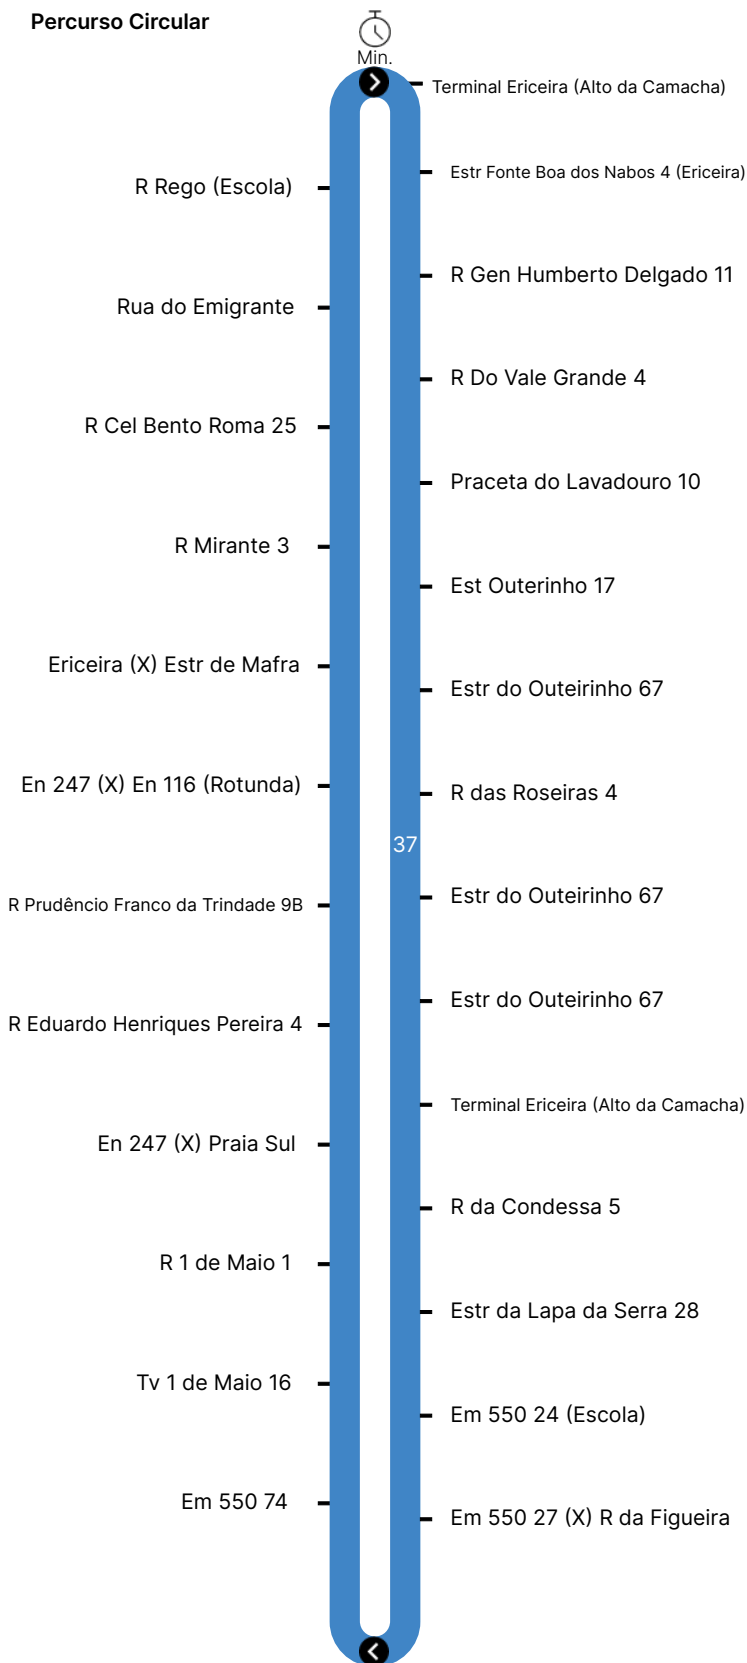 Percurso Circular
Min.
Terminal Ericeira (Alto da Camacha)
Estr Fonte Boa dos Nabos 4 (Ericeira)
R Gen Humberto Delgado 11
R Do Vale Grande 4
Praceta do Lavadouro 10
Est Outerinho 17
Estr do Outeirinho 67
R das Roseiras 4
37
Estr do Outeirinho 67
Estr do Outeirinho 67
Terminal Ericeira (Alto da Camacha)
R da Condessa 5
Estr da Lapa da Serra 28
Em 550 24 (Escola)
Em 550 27 (X) R da Figueira
R Rego (Escola)
Rua do Emigrante
R Cel Bento Roma 25
R Mirante 3
Ericeira (X) Estr de Mafra
En 247 (X) En 116 (Rotunda)
R Prudêncio Franco da Trindade 9B
R Eduardo Henriques Pereira 4
En 247 (X) Praia Sul
R 1 de Maio 1
Tv 1 de Maio 16
Em 550 74